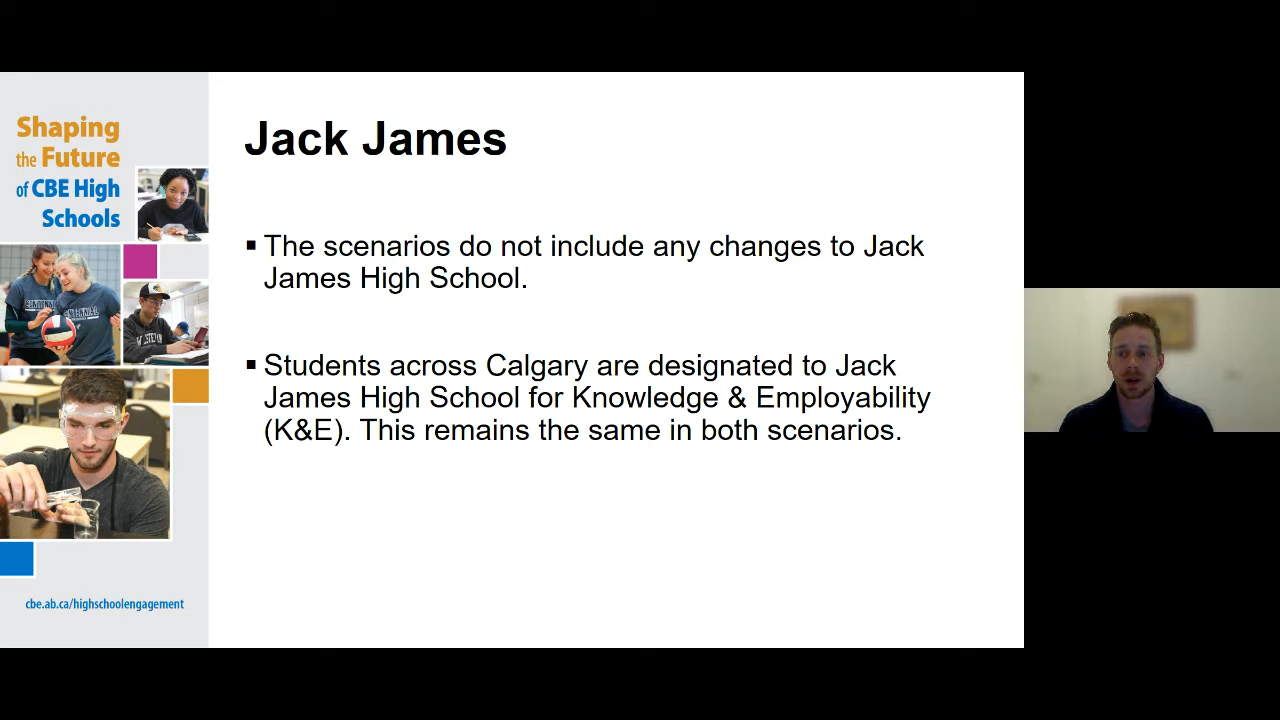 Shaping
the Future
of CBE High
Schools
Jack James
▪ The scenarios do not include any changes to Jack
James High School.
▪ Students across Calgary are designated to Jack
James High School for Knowledge & Employability
(K&E). This remains the same in both scenarios.
cbe.ab.ca/highschoolengagement